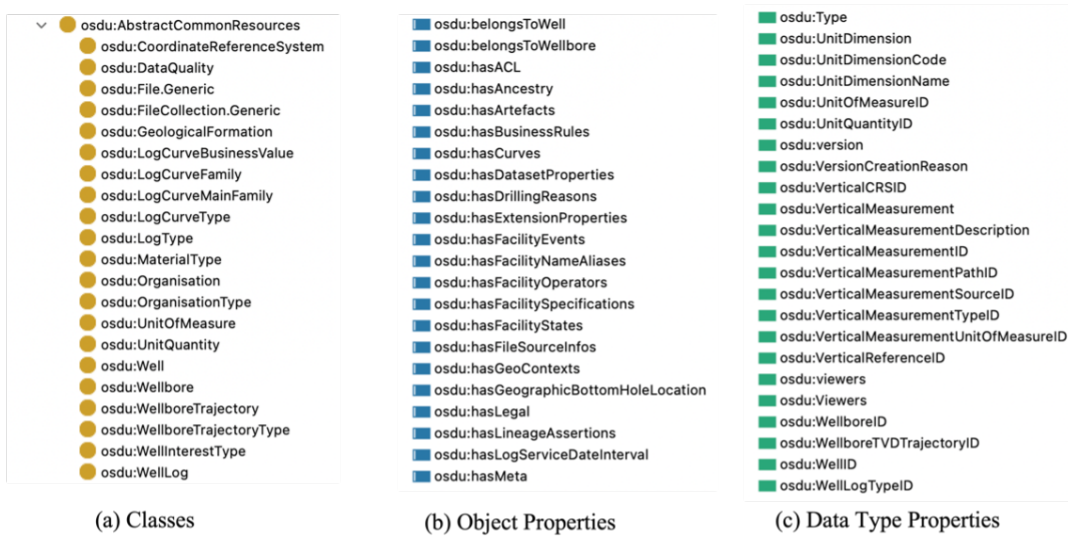 osdu:AbstractCommonResources
osdu:CoordinateReferenceSystem
osdu:DataQuality
osdu:File.Generic
osdu:FileCollection.Generic
osdu:GeologicalFormation
osdu:LogCurveBusinessValue
osdu:LogCurveFamily
osdu:LogCurveMainFamily
osdu:LogCurveType
osdu:LogType
osdu:MaterialType
osdu:Organisation
osdu:OrganisationType
osdu:UnitOfMeasure
osdu:UnitQuantity
osdu:Well
osdu:Wellbore
osdu:WellboreTrajectory
osdu:WellboreTrajectoryType
osdu:WellInterestType
osdu:WellLog
(a) Classes
osdu:belongsToWell
osdu:belongsToWellbore
osdu:hasACL
osdu:hasAncestry
osdu:hasArtefacts
osdu:hasBusinessRules
osdu:hasCurves
osdu:hasDatasetProperties
osdu:hasDrillingReasons
osdu:hasExtensionProperties
osdu:hasFacilityEvents
osdu:hasFacilityNameAliases
osdu:hasFacilityOperators
osdu:hasFacilitySpecifications
osdu:hasFacilityStates
osdu:hasFileSourceInfos
osdu:hasGeoContexts
osdu:hasGeographicBottomHoleLocation
osdu:hasLegal
osdu:hasLineageAssertions
osdu:hasLogServiceDateInterval
osdu:hasMeta
(b) Object Properties
osdu:Type
osdu:UnitDimension
osdu:UnitDimensionCode
osdu:UnitDimensionName
osdu:UnitOfMeasureID
osdu:UnitQuantityID
osdu:version
osdu:VersionCreationReason
osdu:VerticalCRSID
osdu:VerticalMeasurement
osdu:VerticalMeasurementDescription
osdu:VerticalMeasurementID
osdu:VerticalMeasurementPathID
osdu:VerticalMeasurementSourceID
osdu:VerticalMeasurementTypeID
osdu:VerticalMeasurementUnitOfMeasureID
osdu:VerticalReferenceID
osdu:viewers
osdu:Viewers
osdu:WellboreID
osdu:WellboreTVDTrajectoryID
osdu:WellID
osdu:WellLogTypeID
(c) Data Type Properties